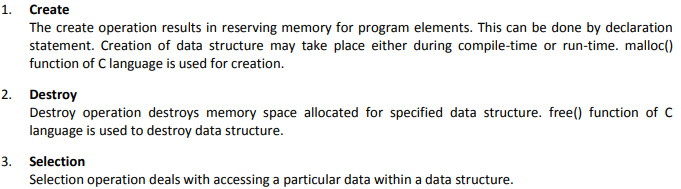 1. Create
The create operation results in reserving memory for program elements. This can be done by declaration
statement. Creation of data structure may take place either during compile-time or run-time. malloc()
function of C language is used for creation.
2. Destroy
Destroy operation destroys memory space allocated for specified data structure. free() function of C
language is used to destroy data structure.
3. Selection
Selection operation deals with accessing a particular data within a data structure.